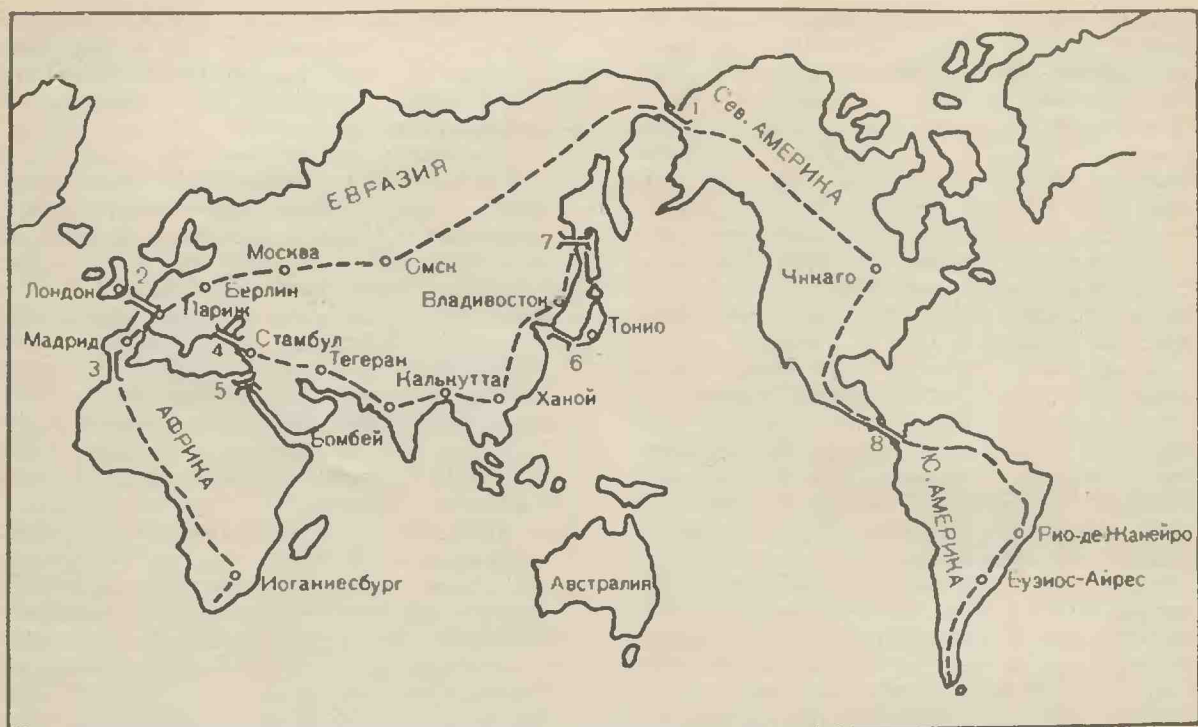 1
Сев. АМЕРИКА
ЕВРАЗИЯ
Москва
Омск
7
2
Лондон
Берлин
Париж
Владивосток
Чикаго
Мадрид
3
4
Стамбул
Токио
6
Тегеран
5
Калькутта
Ханой
Бомбей
8
АФРИКА
Ю. АМЕРИКА
Рио-де-Жанейро
Иоганнесбург
Австралия
Буэнос-Айрес